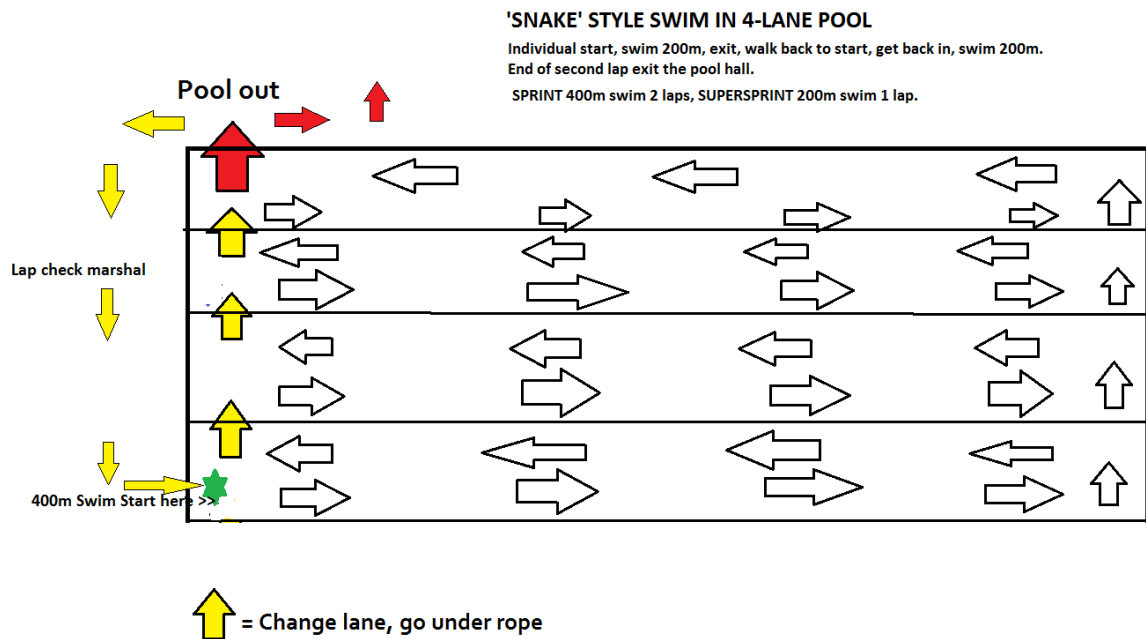 'SNAKE' STYLE SWIM IN 4-LANE POOL
Individual start, swim 200m, exit, walk back to start, get back in, swim 200m.
End of second lap exit the pool hall.
SPRINT 400m swim 2 laps, SUPERSPRINT 200m swim 1 lap.
Pool out
Lap check marshal
400m Swim Start here >>
= Change lane, go under rope